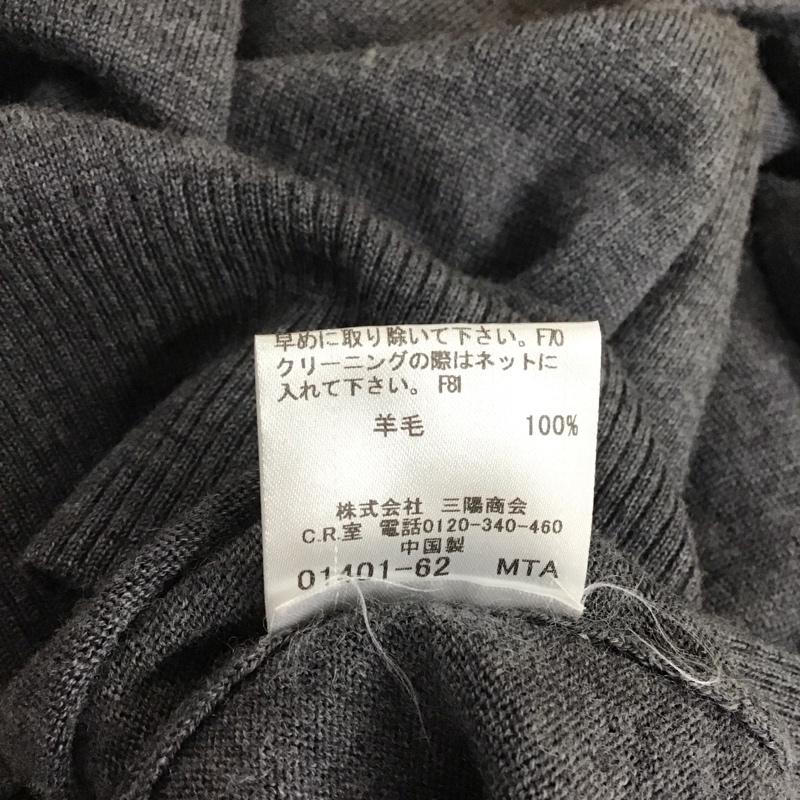 早めに取り除いて下さい。F70
クリーニングの際はネットに
入れて下さい。F81
羊毛 100%
株式会社 三陽商会
C.R.室 電話0120-340-460
中国製
01401-62 MTA